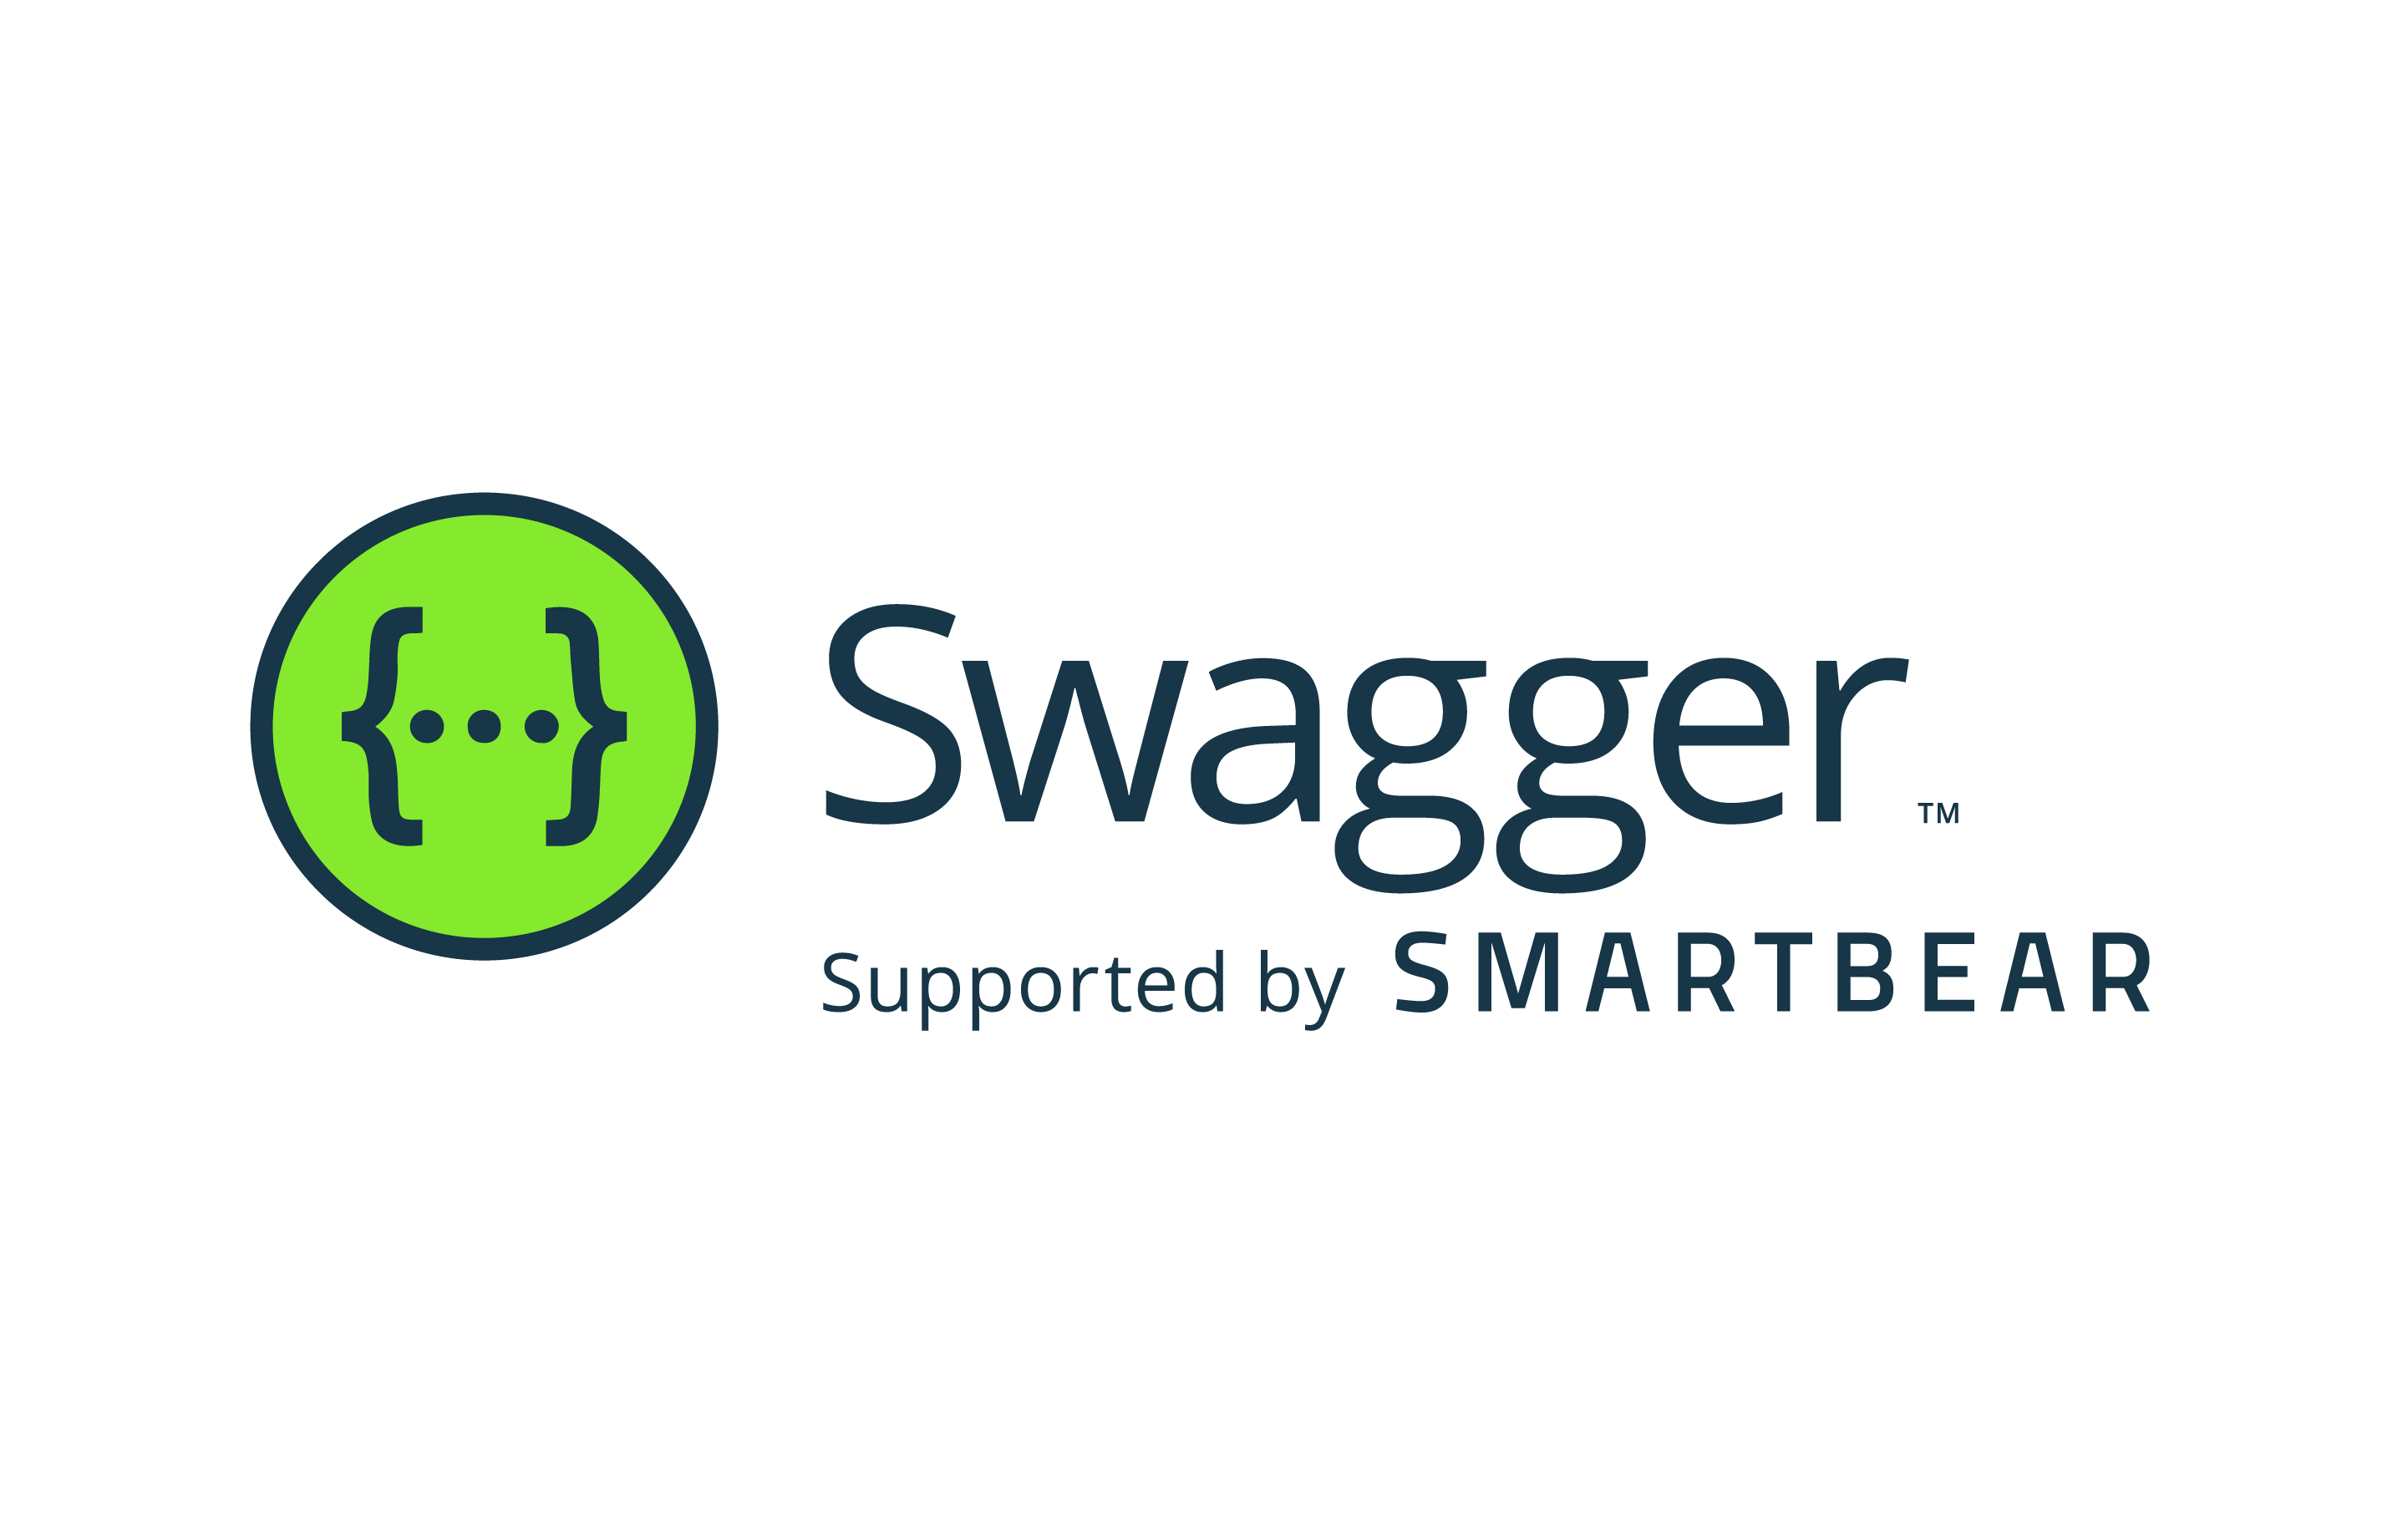 {...}
Swagger™
Supported by SMARTBEAR